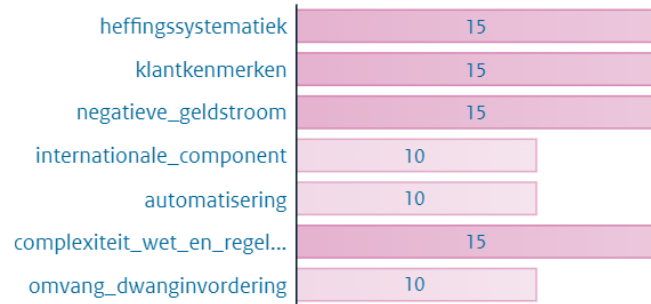 heffingssystematiek 15
klantkenmerken 15
negatieve_geldstroom 15
internationale_component 10
automatisering 10
complexiteit_wet_en_regel... 15
omvang_dwanginvordering 10